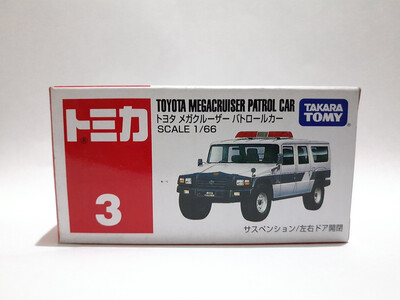 トミカ
3
TOYOTA MEGACRUISER PATROL CAR
トヨタ メガクルーザー パトロールカー
SCALE 1/66
TAKARA
TOMY
サスペンション/左右ドア開閉